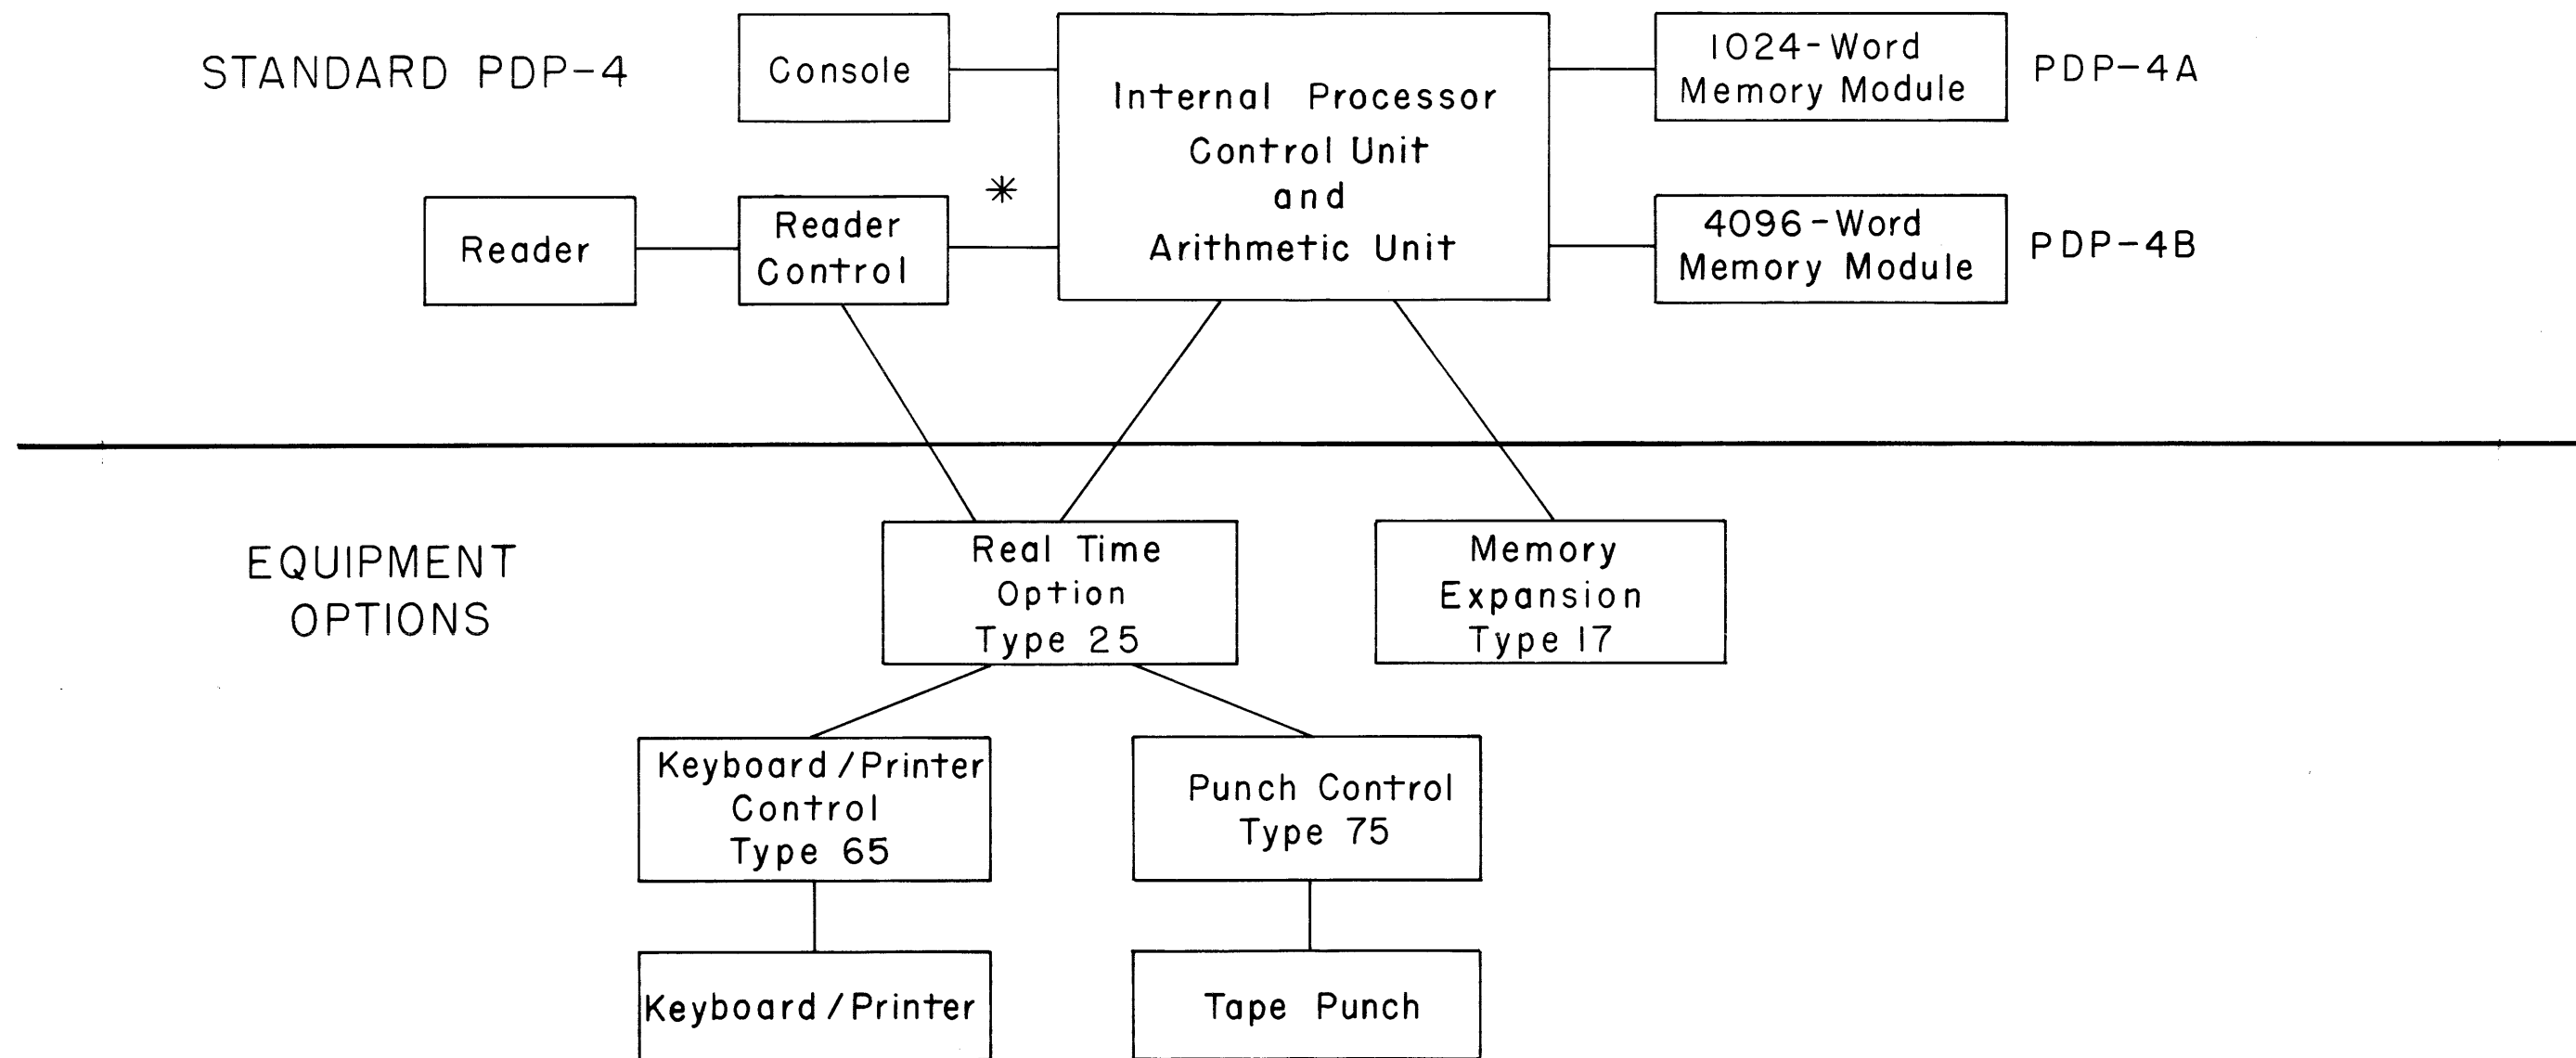 STANDARD PDP-4
Console
Internal Processor
Control Unit
and
Arithmetic Unit
1024-Word
Memory Module
PDP-4A
*
Reader
Reader
Control
4096-Word
Memory Module
PDP-4B
EQUIPMENT
OPTIONS
Real Time
Option
Type 25
Memory
Expansion
Type 17
Keyboard/Printer
Control
Type 65
Punch Control
Type 75
Keyboard/Printer
Tape Punch